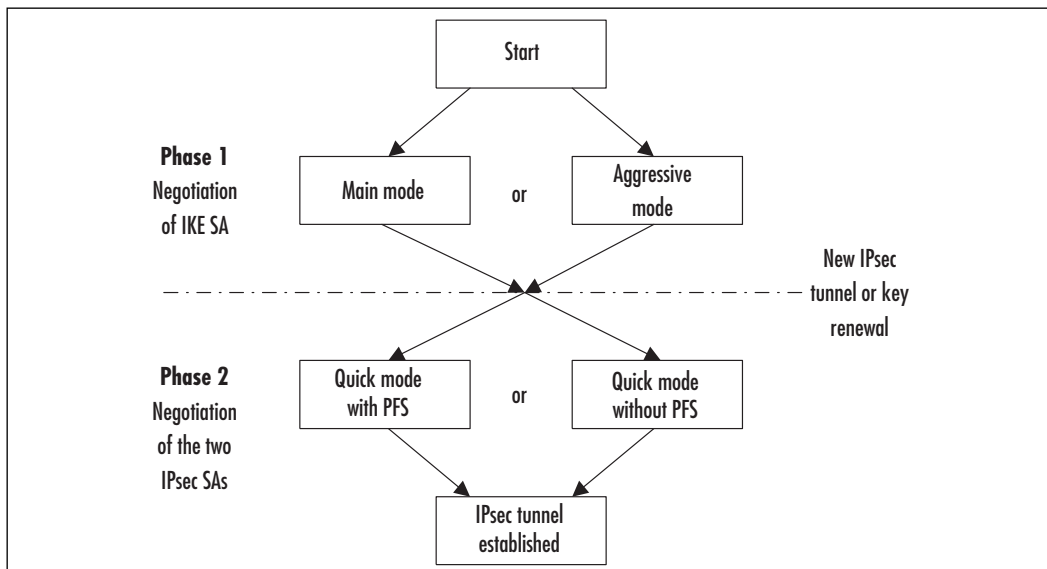 Start
Phase 1
Negotiation
of IKE SA
Main mode
or
Aggressive
mode
New IPsec
tunnel or key
renewal
Phase 2
Negotiation
of the two
IPsec SAs
Quick mode
with PFS
or
Quick mode
without PFS
IPsec tunnel
established